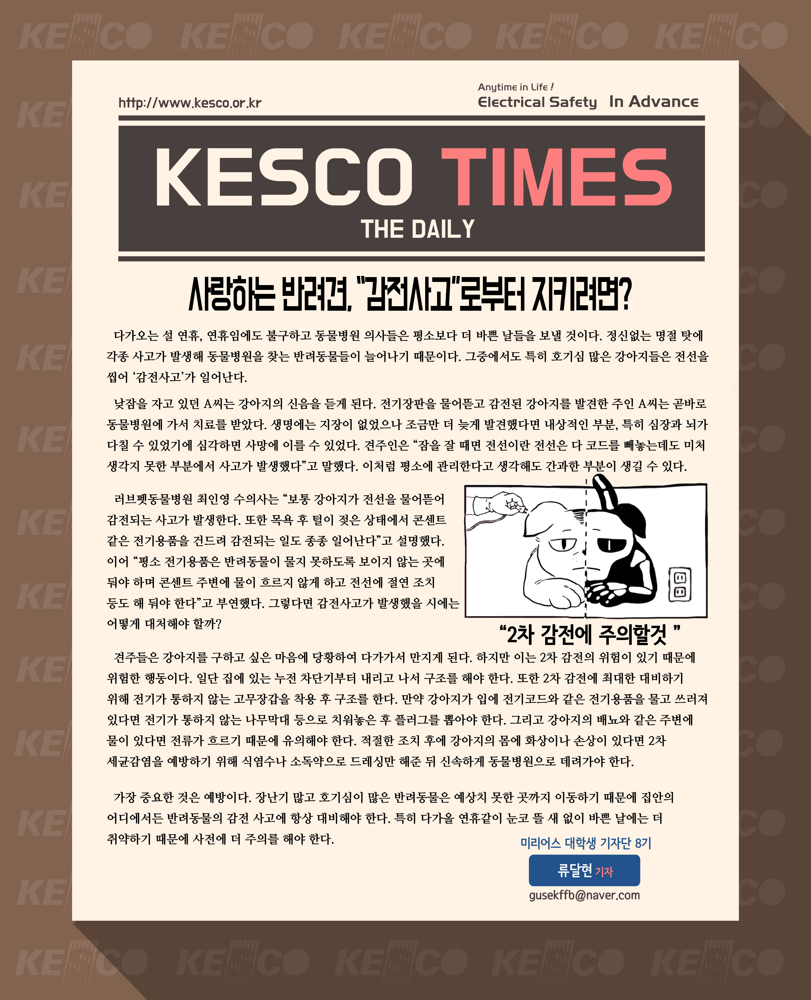 KESCO KESCO KESCO KESCO KESCO
http://www.kesco.or.kr
Anytime in Life!
Electrical Safety In Advance
KESCO TIMES
THE DAILY
사랑하는 반려견, "감전사고"로부터 지키려면?
다가오는 설 연휴, 연휴임에도 불구하고 동물병원 의사들은 평소보다 더 바쁜 날들을 보낼 것이다. 정신없는 명절 탓에
각종 사고가 발생해 동물병원을 찾는 반려동물들이 늘어나기 때문이다. 그중에서도 특히 호기심 많은 강아지들은 전선을
씹어 ‘감전사고’가 일어난다.
낮잠을 자고 있던 A씨는 강아지의 신음을 듣게 된다. 전기장판을 물어뜯고 감전된 강아지를 발견한 주인 A씨는 곧바로
동물병원에 가서 치료를 받았다. 생명에는 지장이 없었으나 조금만 더 늦게 발견했다면 내상적인 부분, 특히 심장과 뇌가
다칠 수 있었기에 심각하면 사망에 이를 수 있었다. 견주인은 “잠을 잘 때면 전선이란 전선은 다 코드를 빼놓는데도 미처
생각지 못한 부분에서 사고가 발생했다”고 말했다. 이처럼 평소에 관리한다고 생각해도 간과한 부분이 생길 수 있다.
러브펫동물병원 최인영 수의사는 “보통 강아지가 전선을 물어뜯어
감전되는 사고가 발생한다. 또한 목욕 후 털이 젖은 상태에서 콘센트
같은 전기용품을 건드려 감전되는 일도 종종 일어난다”고 설명했다.
이어 “평소 전기용품은 반려동물이 물지 못하도록 보이지 않는 곳에
둬야 하며 콘센트 주변에 물이 흐르지 않게 하고 전선에 절연 조치
등도 해 둬야 한다”고 부연했다. 그렇다면 감전사고가 발생했을 시에는
어떻게 대처해야 할까?
“2차 감전에 주의할것 ”
견주들은 강아지를 구하고 싶은 마음에 당황하여 다가가서 만지게 된다. 하지만 이는 2차 감전의 위험이 있기 때문에
위험한 행동이다. 일단 집에 있는 누전 차단기부터 내리고 나서 구조를 해야 한다. 또한 2차 감전에 최대한 대비하기
위해 전기가 통하지 않는 고무장갑을 착용 후 구조를 한다. 만약 강아지가 입에 전기코드와 같은 전기용품을 물고 쓰러져
있다면 전기가 통하지 않는 나무막대 등으로 치워놓은 후 플러그를 뽑아야 한다. 그리고 강아지의 배뇨와 같은 주변에
물이 있다면 전류가 흐르기 때문에 유의해야 한다. 적절한 조치 후에 강아지의 몸에 화상이나 손상이 있다면 2차
세균감염을 예방하기 위해 식염수나 소독약으로 드레싱만 해준 뒤 신속하게 동물병원으로 데려가야 한다.
가장 중요한 것은 예방이다. 장난기 많고 호기심이 많은 반려동물은 예상치 못한 곳까지 이동하기 때문에 집안의
어디에서든 반려동물의 감전 사고에 항상 대비해야 한다. 특히 다가올 연휴같이 눈코 뜰 새 없이 바쁜 날에는 더
취약하기 때문에 사전에 더 주의를 해야 한다.
미리어스 대학생 기자단 8기
류달현 기자
gusekffb@naver.com
KESCO KESCO KESCO KESCO KESCO